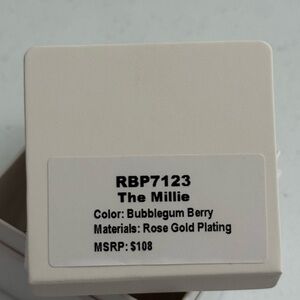 RBP7123
The Millie
Color: Bubblegum Berry
Materials: Rose Gold Plating
MSRP: $108